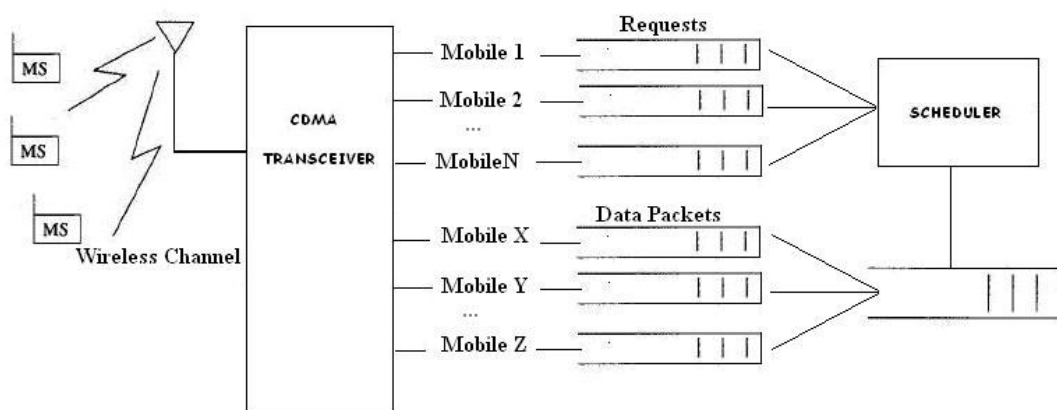 MS
MS
MS
Wireless Channel
CDMA
TRANSCEIVER
Mobile 1
Mobile 2
...
MobileN
Mobile X
Mobile Y
...
Mobile Z
Requests
Data Packets
SCHEDULER